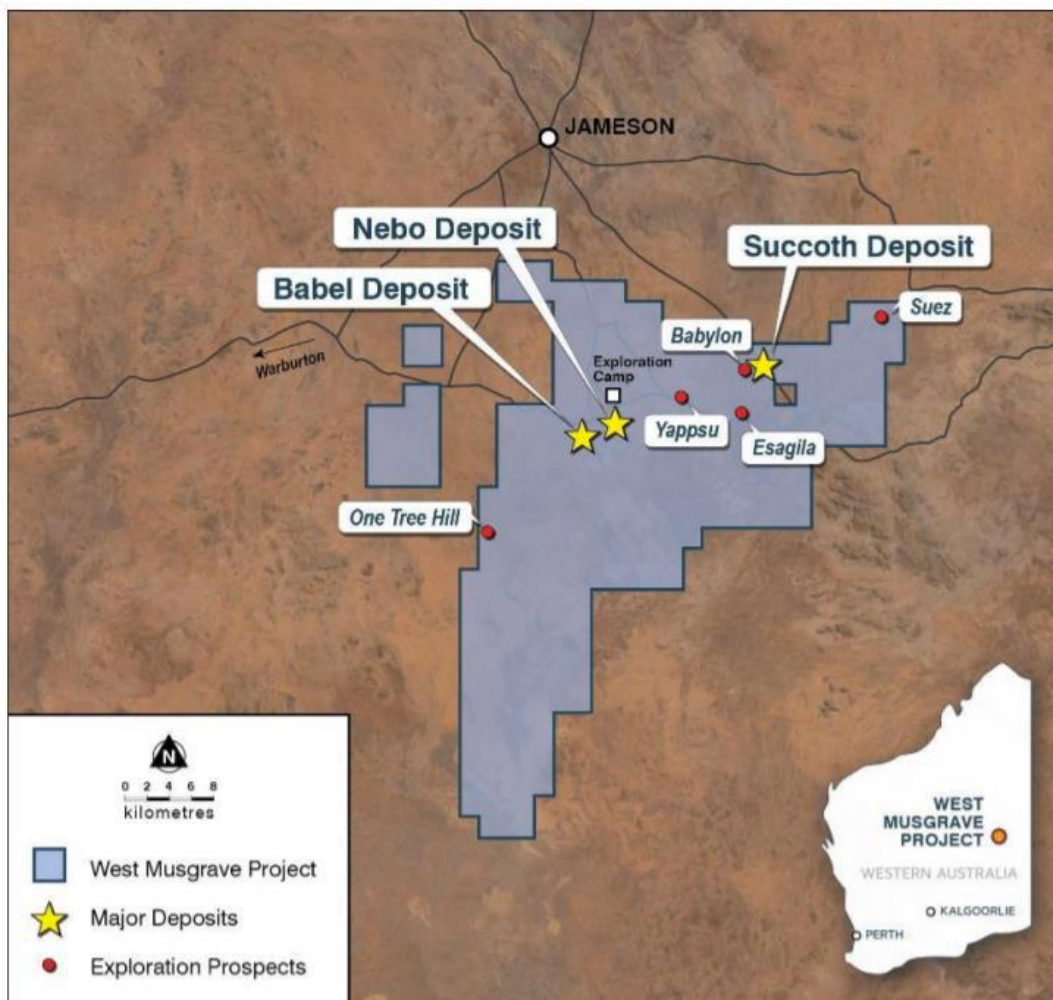 JAMESON
Nebo Deposit
Succoth Deposit
Babel Deposit
Suez
Babylon
Warburton
Exploration
Camp
Yappsu
Esagila
One Tree Hill
N
0 2 4 6 8
kilometres
West Musgrave Project
Major Deposits
Exploration Prospects
WEST
MUSGRAVE
PROJECT
WESTERN AUSTRALIA
KALGOORLIE
PERTH